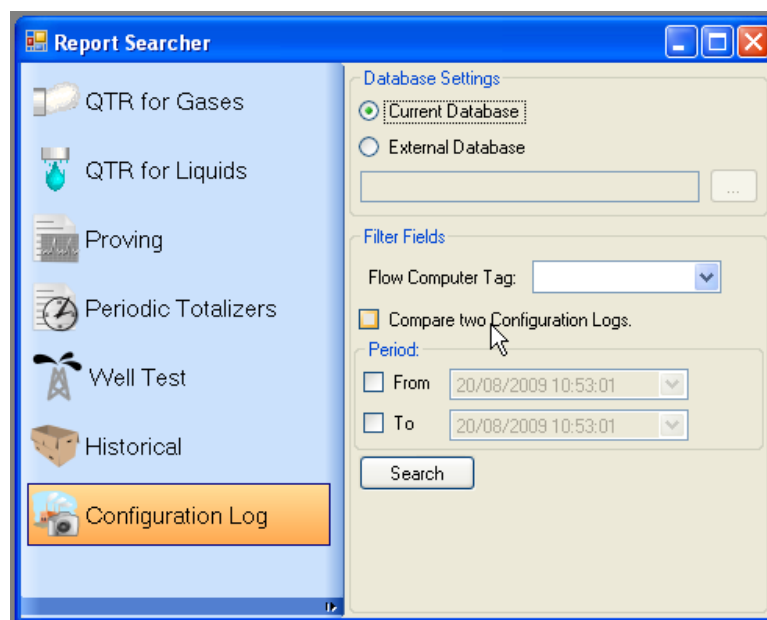 Report Searcher
QTR for Gases
QTR for Liquids
Proving
Periodic Totalizers
Well Test
Historical
Configuration Log
Database Settings
Current Database
External Database
...
Filter Fields
Flow Computer Tag:
Compare two Configuration Logs.
Period:
From 20/08/2009 10:53:01
To 20/08/2009 10:53:01
Search